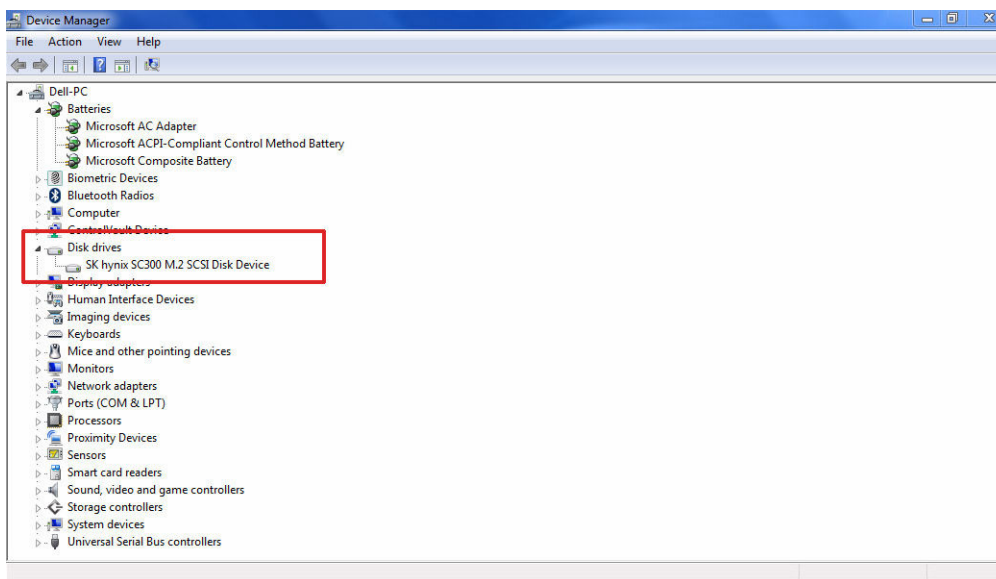 Device Manager
File Action View Help
Dell-PC
Batteries
Microsoft AC Adapter
Microsoft ACPI-Compliant Control Method Battery
Microsoft Composite Battery
Biometric Devices
Bluetooth Radios
Computer
ControlVault Device
Disk drives
SK hynix SC300 M.2 SCSI Disk Device
Display adapters
Human Interface Devices
Imaging devices
Keyboards
Mice and other pointing devices
Monitors
Network adapters
Ports (COM & LPT)
Processors
Proximity Devices
Sensors
Smart card readers
Sound, video and game controllers
Storage controllers
System devices
Universal Serial Bus controllers